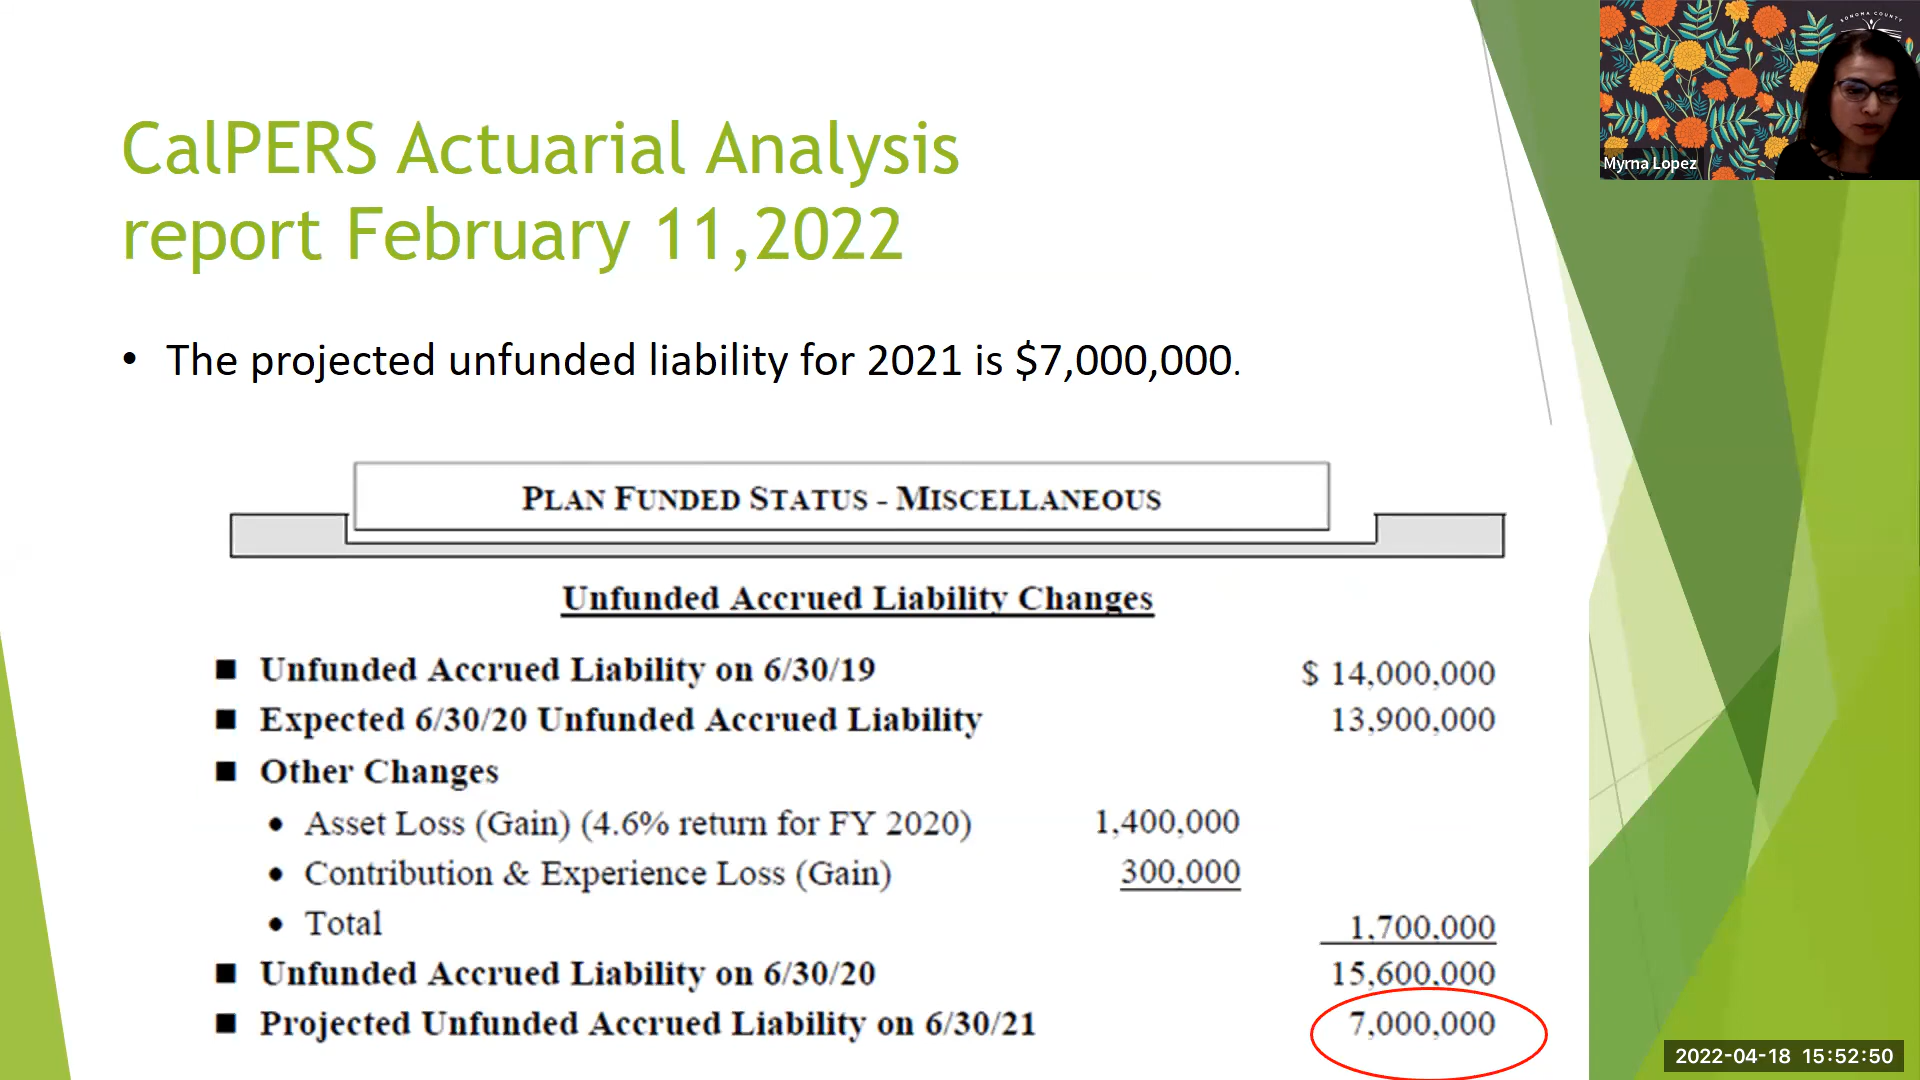 CalPERS Actuarial Analysis
report February 11,2022
• The projected unfunded liability for 2021 is $7,000,000.
PLAN FUNDED STATUS - MISCELLANEOUS
Unfunded Accrued Liability Changes
■ Unfunded Accrued Liability on 6/30/19 $ 14,000,000
■ Expected 6/30/20 Unfunded Accrued Liability 13,900,000
■ Other Changes
• Asset Loss (Gain) (4.6% return for FY 2020) 1,400,000
• Contribution & Experience Loss (Gain) 300,000
• Total 1,700,000
■ Unfunded Accrued Liability on 6/30/20 15,600,000
■ Projected Unfunded Accrued Liability on 6/30/21 7,000,000
SONOMA COUNTY
Myrna Lopez
2022-04-18 15:52:50